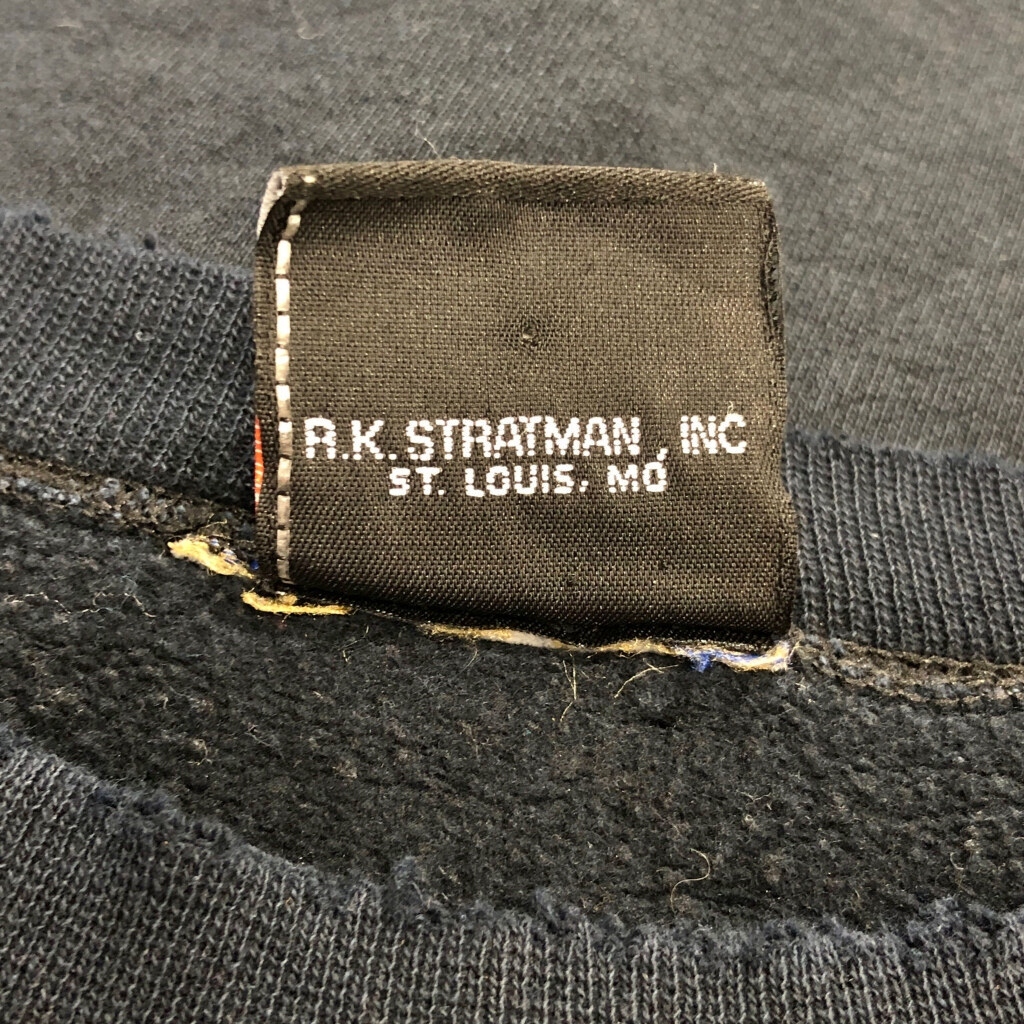 R.K. STRATMAN, INC
ST. LOUIS, MO